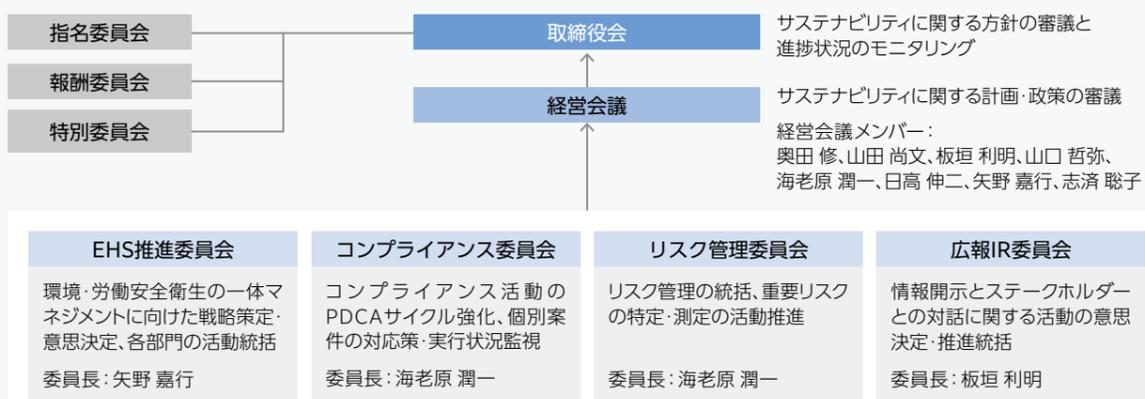 指名委員会
報酬委員会
特別委員会
取締役会
サステナビリティに関する方針の審議と
進捗状況のモニタリング
経営会議
サステナビリティに関する計画・政策の審議
経営会議メンバー：
奥田 修、山田 尚文、板垣 利明、山口 哲弥、
海老原 潤一、日高 伸二、矢野 嘉行、志済 聡子
EHS推進委員会
環境・労働安全衛生の一体マ
ネジメントに向けた戦略策定・
意思決定、各部門の活動統括
委員長：矢野 嘉行
コンプライアンス委員会
コンプライアンス活動の
PDCAサイクル強化、個別案
件の対応策・実行状況監視
委員長：海老原 潤一
リスク管理委員会
リスク管理の統括、重要リスク
の特定・測定の活動推進
委員長：海老原 潤一
広報IR委員会
情報開示とステークホルダー
との対話に関する活動の意思
決定・推進統括
委員長：板垣 利明